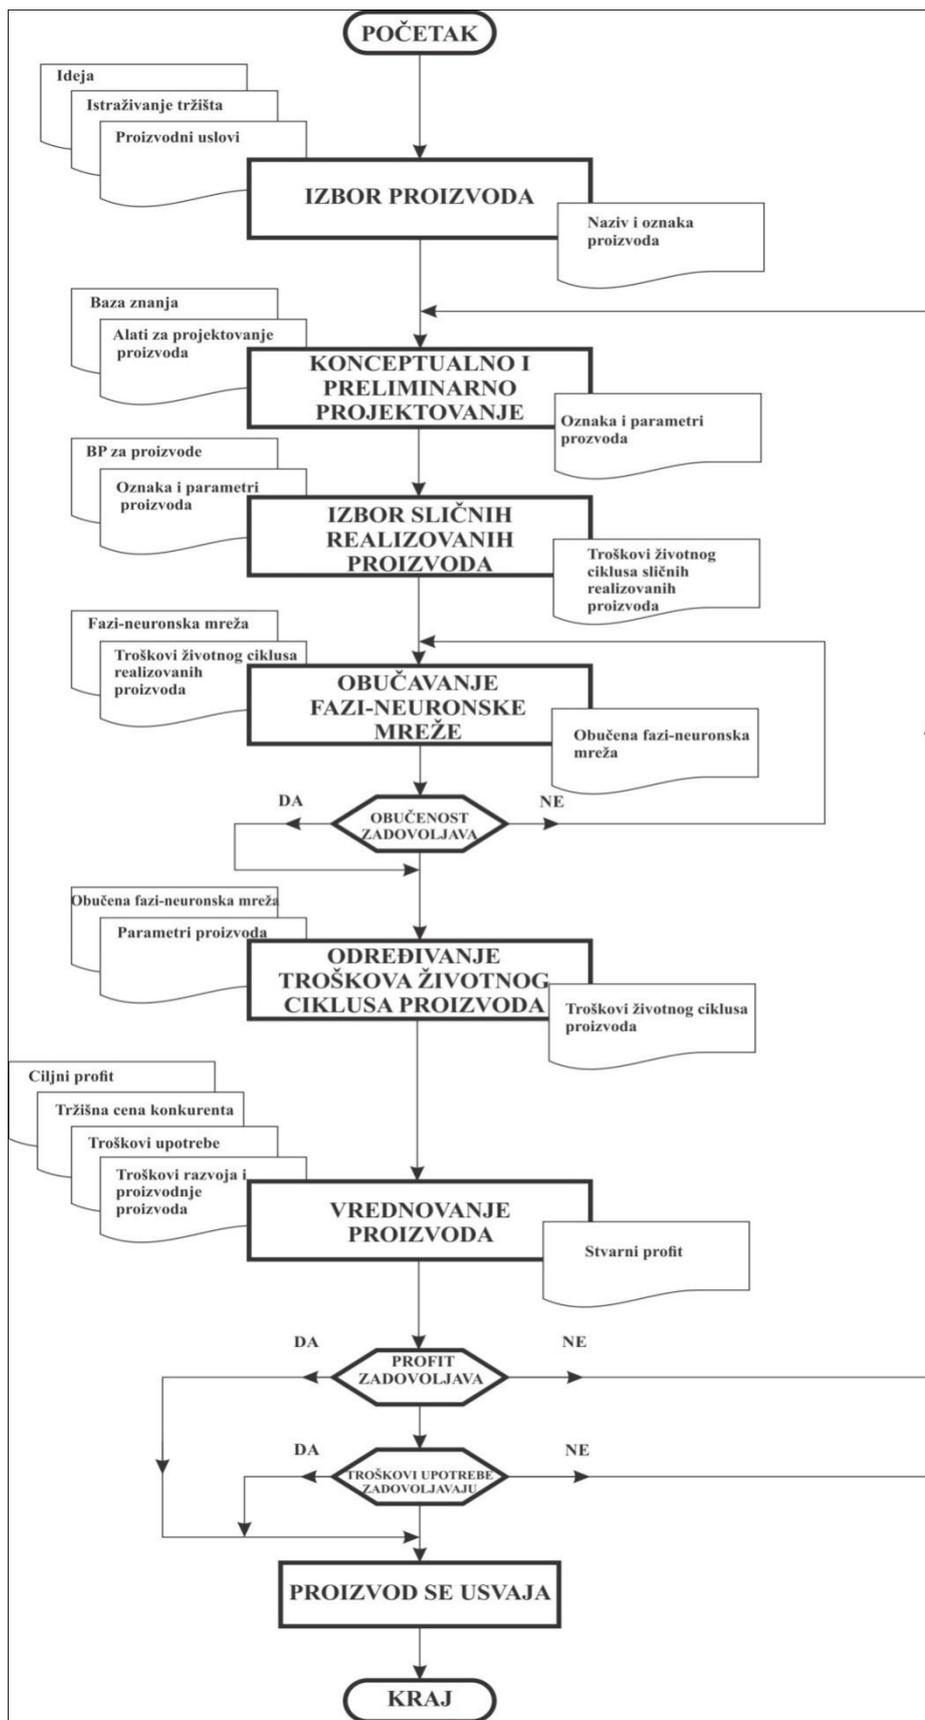 POČETAK
Ideja
Istraživanje tržišta
Proizvodni uslovi
IZBOR PROIZVODA
Naziv i oznaka
proizvoda
Baza znanja
Alati za projektovanje
proizvoda
KONCEPTUALNO I
PRELIMINARNO
PROJEKTOVANJE
Oznaka i parametri
prozvoda
BP za proizvode
Oznaka i parametri
proizvoda
IZBOR SLIČNIH
REALIZOVANIH
PROIZVODA
Troškovi životnog
ciklusa sličnih
realizovanih
proizvoda
Fazi-neuronska mreža
Troškovi životnog ciklusa
realizovanih
proizvoda
OBUČAVANJE
FAZI-NEURONSKE
MREŽE
Obučena fazi-neuronska
mreža
DA
NE
OBUČENOST
ZADOVOLJAVA
Obučena fazi-neuronska mreža
Parametri proizvoda
ODREĐIVANJE
TROŠKOVA ŽIVOTNOG
CIKLUSA PROIZVODA
Troškovi životnog ciklusa
proizvoda
Ciljni profit
Tržišna cena konkurenta
Troškovi upotrebe
Troškovi razvoja i
proizvodnje
proizvoda
VREDNOVANJE
PROIZVODA
Stvarni profit
DA
NE
PROFIT
ZADOVOLJAVA
DA
NE
TROŠKOVI UPOTREBE
ZADOVOLJAVAJU
PROIZVOD SE USVAJA
KRAJ